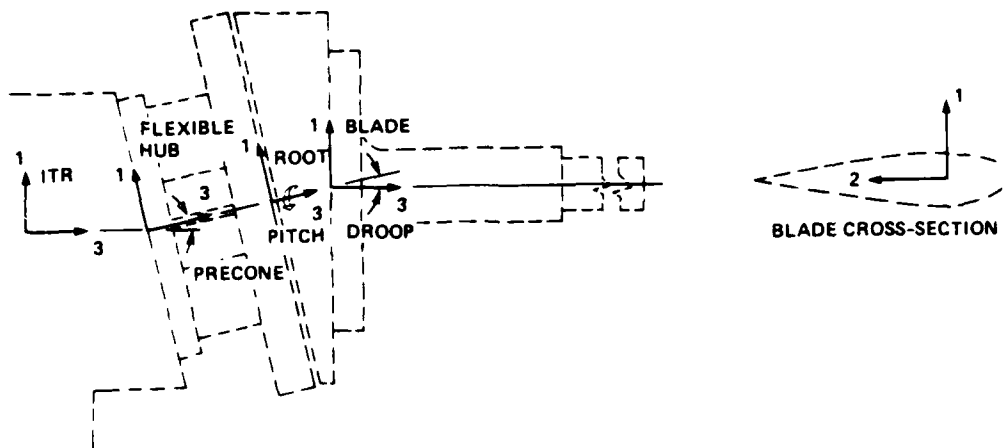 1
ITR
3
1
FLEXIBLE
HUB
3
PRECONE
1
ROOT
3
PITCH
1
BLADE
3
DROOP
1
2
BLADE CROSS-SECTION